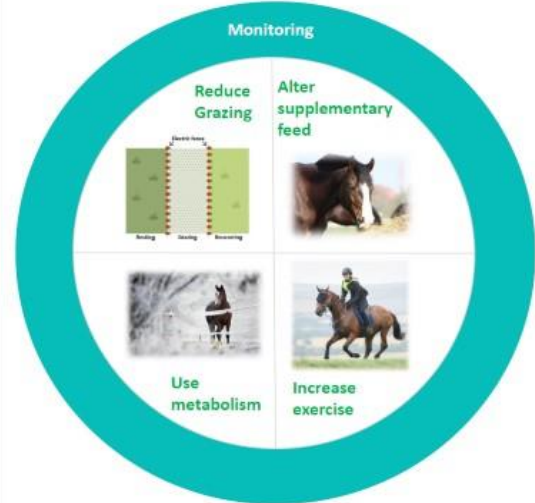 Monitoring
Reduce
Grazing
Alter
supplementary
feed
Electric fence
Resting
Grazing
Recovering
Use
metabolism
Increase
exercise